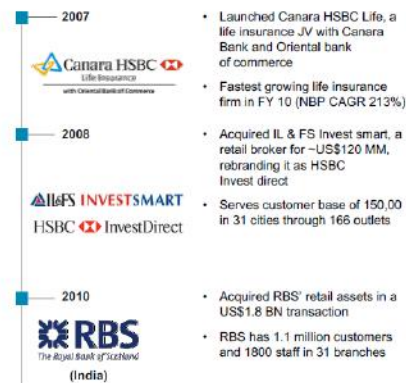 2007
Canara HSBC
Life Insurance
with Oriental Bank of Commerce
• Launched Canara HSBC Life, a
life insurance JV with Canara
Bank and Oriental bank
of commerce
• Fastest growing life insurance
firm in FY 10 (NBP CAGR 213%)
2008
IL&FS INVESTSMART
HSBC InvestDirect
• Acquired IL & FS Invest smart, a
retail broker for ~US$120 MM,
rebranding it as HSBC
Invest direct
• Serves customer base of 150,00
in 31 cities through 166 outlets
2010
RBS
The Royal Bank of Scotland
(India)
• Acquired RBS' retail assets in a
US$1.8 BN transaction
• RBS has 1.1 million customers
and 1800 staff in 31 branches